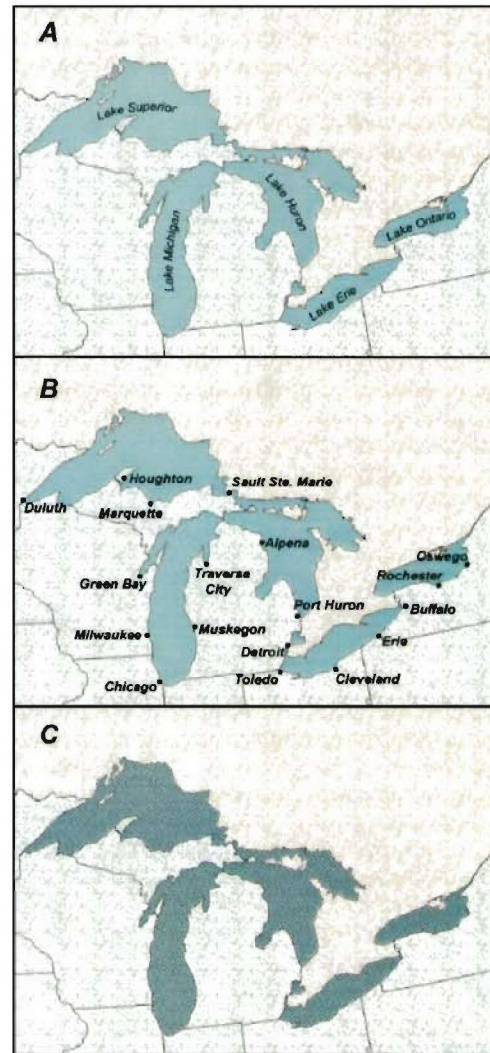 A
Lake Superior
Lake Michigan
Lake Huron
Lake Ontario
Lake Erie
B
Houghton
Sault Ste. Marie
Duluth
Marquette
Alpena
Oswego
Green Bay
Traverse
City
Rochester
Port Huron
Buffalo
Milwaukee
Muskegon
Detroit
Erie
Chicago
Toledo
Cleveland
C